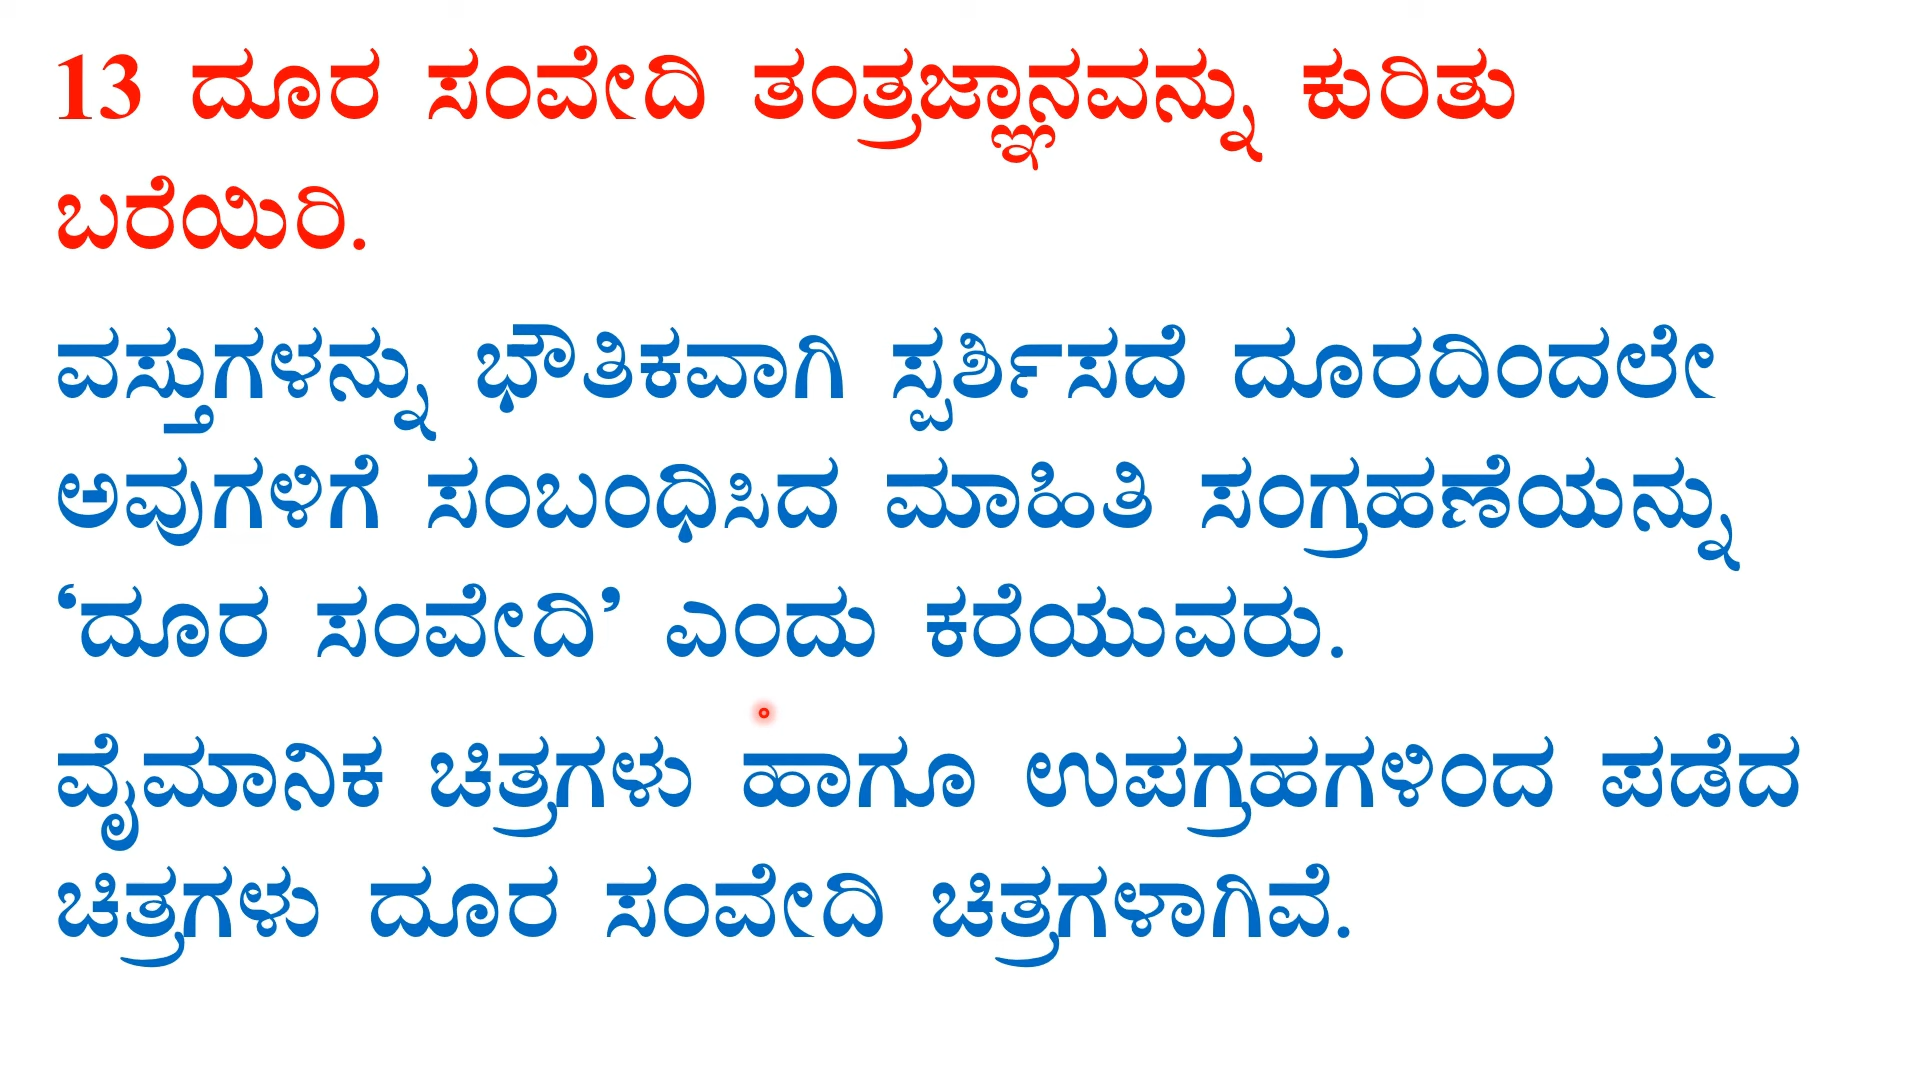 13 ದೂರ ಸಂವೇದಿ ತಂತ್ರಜ್ಞಾನವನ್ನು ಕುರಿತು
ಬರೆಯಿರಿ.
ವಸ್ತುಗಳನ್ನು ಭೌತಿಕವಾಗಿ ಸ್ಪರ್ಶಿಸದೆ ದೂರದಿಂದಲೇ
ಅವುಗಳಿಗೆ ಸಂಬಂಧಿಸಿದ ಮಾಹಿತಿ ಸಂಗ್ರಹಣೆಯನ್ನು
‘ದೂರ ಸಂವೇದಿ’ ಎಂದು ಕರೆಯುವರು.
ವೈಮಾನಿಕ ಚಿತ್ರಗಳು ಹಾಗೂ ಉಪಗ್ರಹಗಳಿಂದ ಪಡೆದ
ಚಿತ್ರಗಳು ದೂರ ಸಂವೇದಿ ಚಿತ್ರಗಳಾಗಿವೆ.